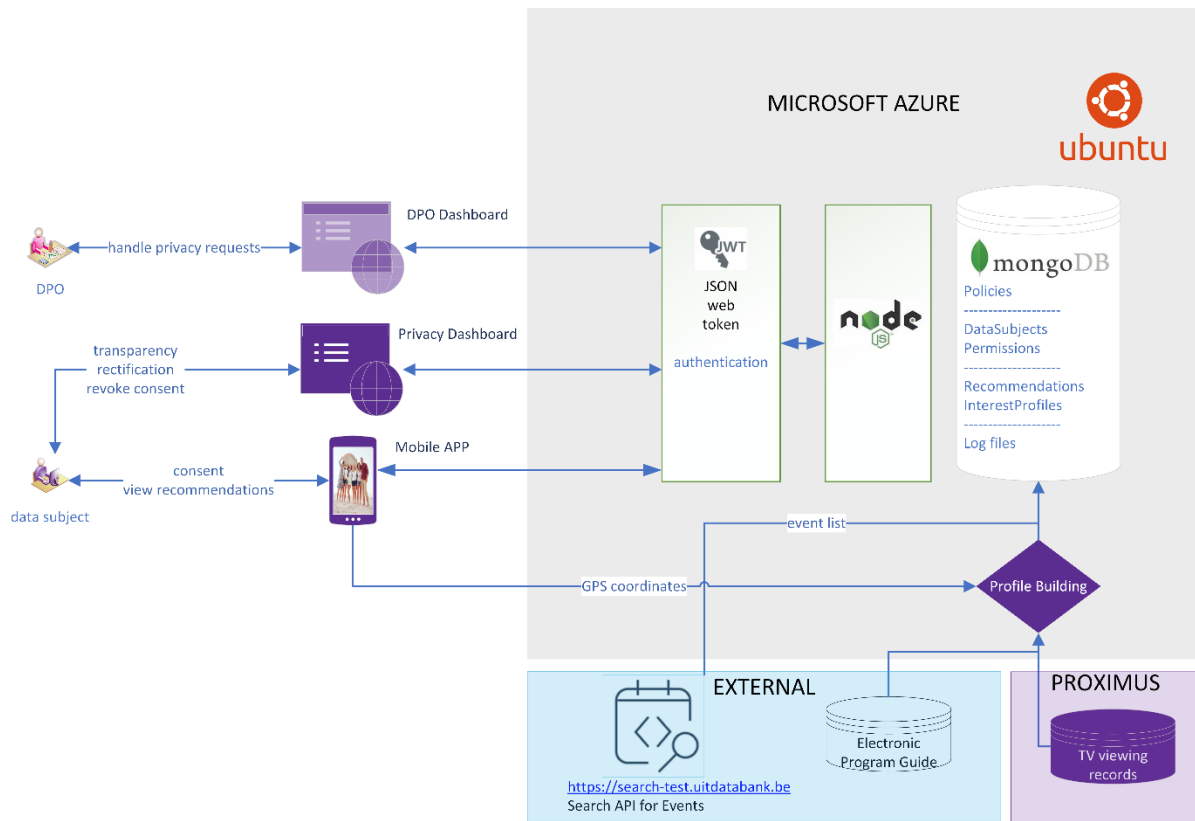 MICROSOFT AZURE
ubuntu
DPO Dashboard
handle privacy requests
DPO
JWT
JSON
web
token
authentication
node
JS
mongoDB
Policies
--------------------
DataSubjects
Permissions
--------------------
Recommendations
InterestProfiles
--------------------
Log files
Privacy Dashboard
transparency
rectification
revoke consent
Mobile APP
consent
view recommendations
data subject
event list
GPS coordinates
Profile Building
EXTERNAL
https://search-test.uitdatabank.be
Search API for Events
Electronic
Program Guide
PROXIMUS
TV viewing
records